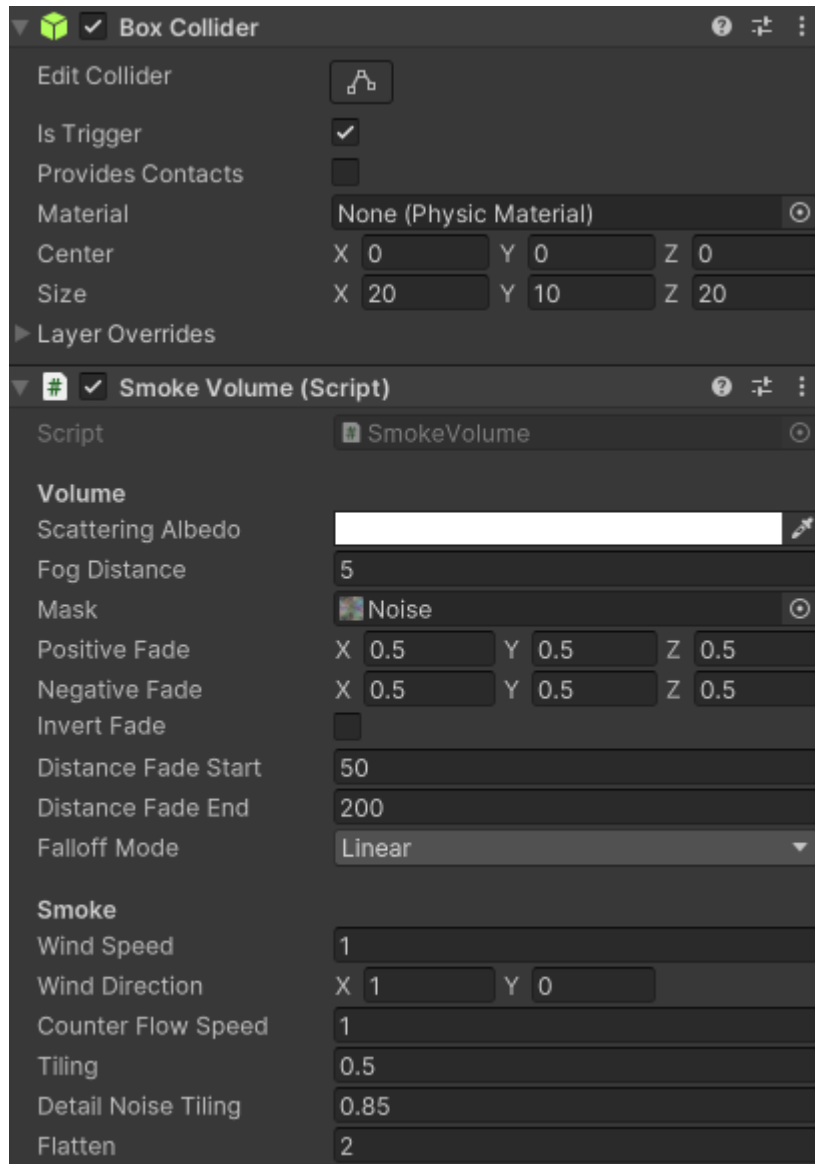 Box Collider
Edit Collider
Is Trigger
Provides Contacts
Material None (Physic Material)
Center X 0 Y 0 Z 0
Size X 20 Y 10 Z 20
Layer Overrides
# Smoke Volume (Script)
Script # SmokeVolume
Volume
Scattering Albedo
Fog Distance 5
Mask Noise
Positive Fade X 0.5 Y 0.5 Z 0.5
Negative Fade X 0.5 Y 0.5 Z 0.5
Invert Fade
Distance Fade Start 50
Distance Fade End 200
Falloff Mode Linear
Smoke
Wind Speed 1
Wind Direction X 1 Y 0
Counter Flow Speed 1
Tiling 0.5
Detail Noise Tiling 0.85
Flatten 2